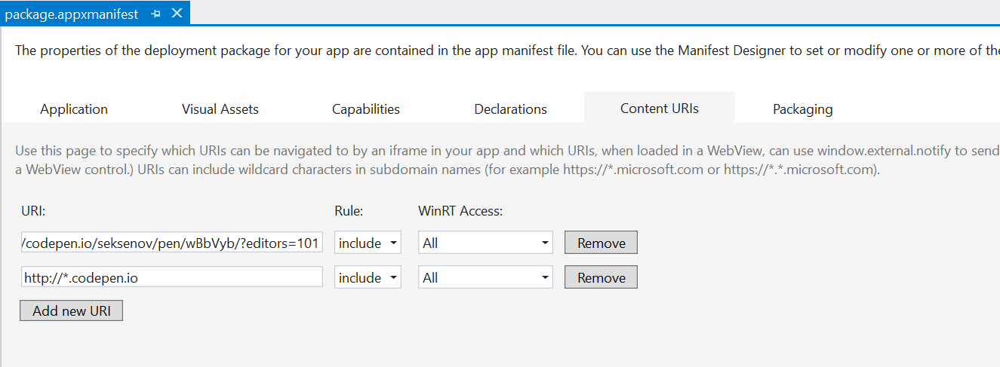 package.appxmanifest
The properties of the deployment package for your app are contained in the app manifest file. You can use the Manifest Designer to set or modify one or more of the
Application Visual Assets Capabilities Declarations Content URIs Packaging
Use this page to specify which URIs can be navigated to by an iframe in your app and which URIs, when loaded in a WebView, can use window.external.notify to send
a WebView control.) URIs can include wildcard characters in subdomain names (for example https://*.microsoft.com or https://*.*.microsoft.com).
URI: Rule: WinRT Access:
/codepen.io/seksenov/pen/wBbVyb/?editors=101 include All Remove
http://*.codepen.io include All Remove
Add new URI